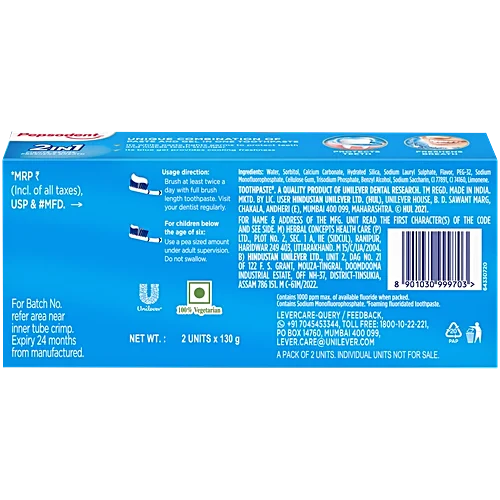 Pepsodent
2in1
UNIQUE COMBINATION OF
PASTE AND GEL IN ONE TOOTHPASTE
*MRP ₹
(Incl. of all taxes),
USP & #MFD. →
For Batch No.
refer area near
inner tube crimp.
Expiry 24 months
from manufactured.
Usage direction:
Brush at least twice a
day with full brush
length toothpaste. Visit
your dentist regularly.
For children below
the age of six:
Use a pea sized amount
under adult supervision.
Do not swallow.
Unilever
100% Vegetarian
NET WT. : 2 UNITS x 130 g
Ingredients: Water, Sorbitol, Calcium Carbonate, Hydrated Silica, Sodium Lauryl Sulphate, Flavor, PEG-32, Sodium
Monofluorophosphate, Cellulose Gum, Trisodium Phosphate, Benzyl Alcohol, Sodium Saccharin, CI 77891, CI 74160, Limonene.
TOOTHPASTE*. A QUALITY PRODUCT OF UNILEVER DENTAL RESEARCH. TM REGD. MADE IN INDIA.
MKTD. BY LIC. USER HINDUSTAN UNILEVER LTD. (HUL), UNILEVER HOUSE, B. D. SAWANT MARG,
CHAKALA, ANDHERI (E), MUMBAI 400 099, MAHARASHTRA. © HUL 2021.
FOR NAME & ADDRESS OF THE MFG. UNIT READ THE FIRST CHARACTER(S) OF THE CODE
AND SEE SIDE. M) HERBAL CONCEPTS HEALTH CARE (P)
LTD., PLOT NO. 2, SEC. 1 A, IIE (SIDCUL), RANIPUR,
HARDWAR 249 403, UTTARAKHAND. M 15/C/UA/2004.
B) HINDUSTAN UNILEVER LTD., UNIT 2, DAG NO. 21
OF 122 F. S. GRANT, MOUZA-TINGRAI, DOOMDOOMA
INDUSTRIAL ESTATE, OFF NH-37, DISTRICT-TINSUKIA,
ASSAM 786 151. M C-61M/2022.
8 901030 999703 >
64330720
Contains 1000 ppm max. of available fluoride when packed.
Contains Sodium Monofluorophosphate. *Foaming fluoridated toothpaste.
LEVERCARE-QUERY / FEEDBACK,
+91 7045453344, TOLL FREE: 1800-10-22-221,
PO BOX 14760, MUMBAI 400 099,
LEVER.CARE@UNILEVER.COM
A PACK OF 2 UNITS. INDIVIDUAL UNITS NOT FOR SALE.
20
PAP